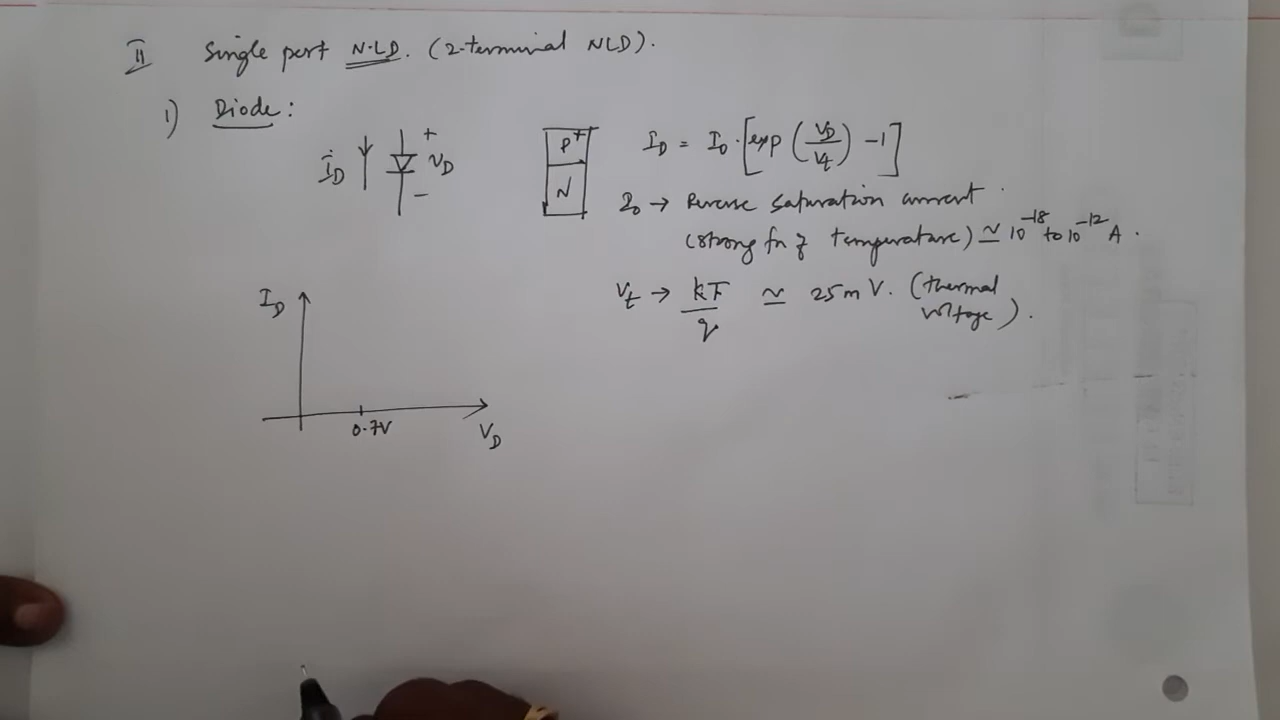 II Single port N.L.D. (2-terminal NLD).
1) Diode:
I_D + V_D -
P+
N
I_D = I_0 · [exp (V_D/V_t) -1]
I_0 → Reverse saturation current.
(strong fn of temperature) ≃ 10^-18 to 10^-12 A.
V_t → kT/q ≃ 25mV. (thermal voltage).
I_D
0.7V
V_D